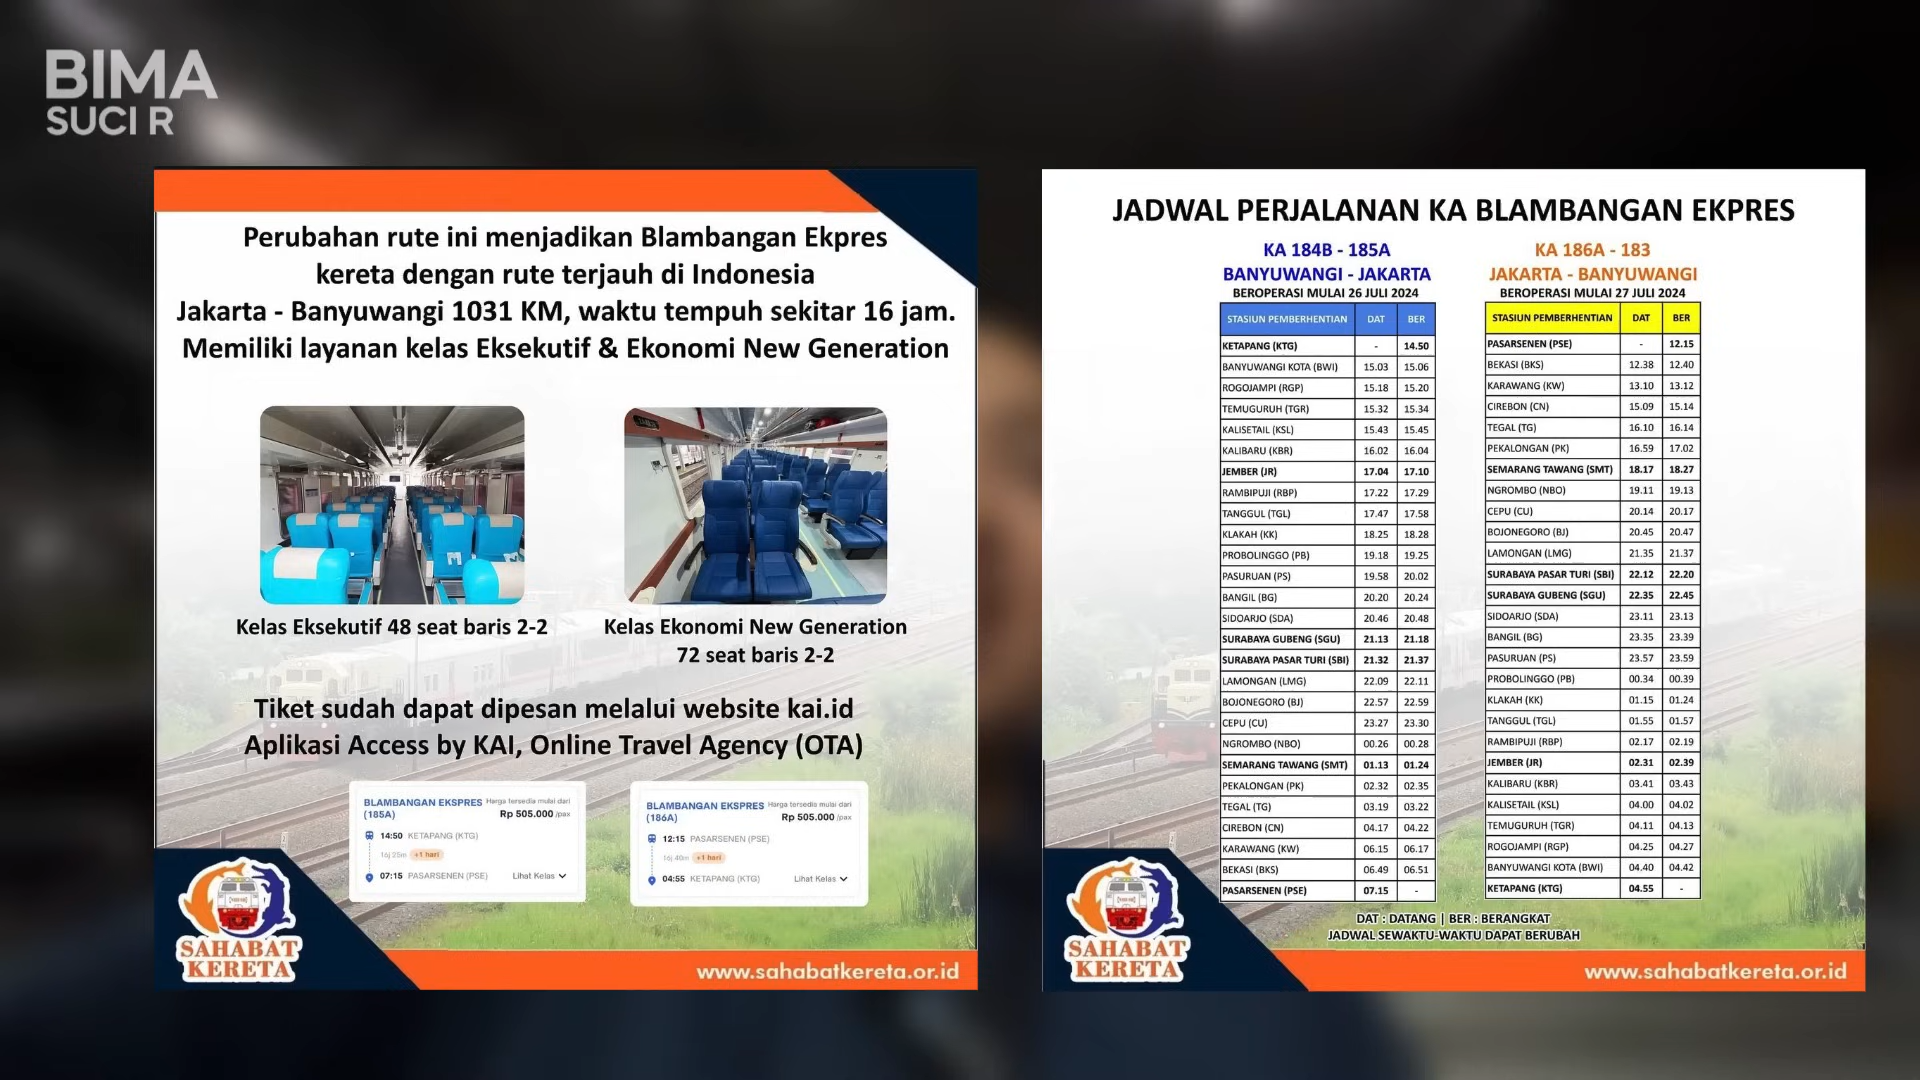 BIMA
SUCI R
Perubahan rute ini menjadikan Blambangan Ekpres
kereta dengan rute terjauh di Indonesia
Jakarta - Banyuwangi 1031 KM, waktu tempuh sekitar 16 jam.
Memiliki layanan kelas Eksekutif & Ekonomi New Generation
Kelas Eksekutif 48 seat baris 2-2
Kelas Ekonomi New Generation
72 seat baris 2-2
Tiket sudah dapat dipesan melalui website kai.id
Aplikasi Access by KAI, Online Travel Agency (OTA)
BLAMBANGAN EKSPRES Harga tersedia mulai dari
(185A) Rp 505.000 /pax
14:50 KETAPANG (KTG)
16j 25m +1 hari
07:15 PASARSENEN (PSE) Lihat Kelas
BLAMBANGAN EKSPRES Harga tersedia mulai dari
(186A) Rp 505.000 /pax
12:15 PASARSENEN (PSE)
16j 40m +1 hari
04:55 KETAPANG (KTG) Lihat Kelas
SAHABAT
KERETA
www.sahabatkereta.or.id
JADWAL PERJALANAN KA BLAMBANGAN EKPRES
KA 184B - 185A
BANYUWANGI - JAKARTA
BEROPERASI MULAI 26 JULI 2024
STASIUN PEMBERHENTIAN DAT BER
KETAPANG (KTG) - 14.50
BANYUWANGI KOTA (BWI) 15.03 15.06
ROGOJAMPI (RGP) 15.18 15.20
TEMUGURUH (TGR) 15.32 15.34
KALISETAIL (KSL) 15.43 15.45
KALIBARU (KBR) 16.02 16.04
JEMBER (JR) 17.04 17.10
RAMBIPUJI (RBP) 17.22 17.29
TANGGUL (TGL) 17.47 17.58
KLAKAH (KK) 18.25 18.28
PROBOLINGGO (PB) 19.18 19.25
PASURUAN (PS) 19.58 20.02
BANGIL (BG) 20.20 20.24
SIDOARJO (SDA) 20.46 20.48
SURABAYA GUBENG (SGU) 21.13 21.18
SURABAYA PASAR TURI (SBI) 21.32 21.37
LAMONGAN (LMG) 22.09 22.11
BOJONEGORO (BJ) 22.57 22.59
CEPU (CU) 23.27 23.30
NGROMBO (NBO) 00.26 00.28
SEMARANG TAWANG (SMT) 01.13 01.24
PEKALONGAN (PK) 02.32 02.35
TEGAL (TG) 03.19 03.22
CIREBON (CN) 04.17 04.22
KARAWANG (KW) 06.15 06.17
BEKASI (BKS) 06.49 06.51
PASARSENEN (PSE) 07.15 -
KA 186A - 183
JAKARTA - BANYUWANGI
BEROPERASI MULAI 27 JULI 2024
STASIUN PEMBERHENTIAN DAT BER
PASARSENEN (PSE) - 12.15
BEKASI (BKS) 12.38 12.40
KARAWANG (KW) 13.10 13.12
CIREBON (CN) 15.09 15.14
TEGAL (TG) 16.10 16.14
PEKALONGAN (PK) 16.59 17.02
SEMARANG TAWANG (SMT) 18.17 18.27
NGROMBO (NBO) 19.11 19.13
CEPU (CU) 20.14 20.17
BOJONEGORO (BJ) 20.45 20.47
LAMONGAN (LMG) 21.35 21.37
SURABAYA PASAR TURI (SBI) 22.12 22.20
SURABAYA GUBENG (SGU) 22.35 22.45
SIDOARJO (SDA) 23.11 23.13
BANGIL (BG) 23.35 23.39
PASURUAN (PS) 23.57 23.59
PROBOLINGGO (PB) 00.34 00.39
KLAKAH (KK) 01.15 01.24
TANGGUL (TGL) 01.55 01.57
RAMBIPUJI (RBP) 02.17 02.19
JEMBER (JR) 02.31 02.39
KALIBARU (KBR) 03.41 03.43
KALISETAIL (KSL) 04.00 04.02
TEMUGURUH (TGR) 04.11 04.13
ROGOJAMPI (RGP) 04.25 04.27
BANYUWANGI KOTA (BWI) 04.40 04.42
KETAPANG (KTG) 04.55 -
DAT : DATANG | BER : BERANGKAT
JADWAL SEWAKTU-WAKTU DAPAT BERUBAH
SAHABAT
KERETA
www.sahabatkereta.or.id